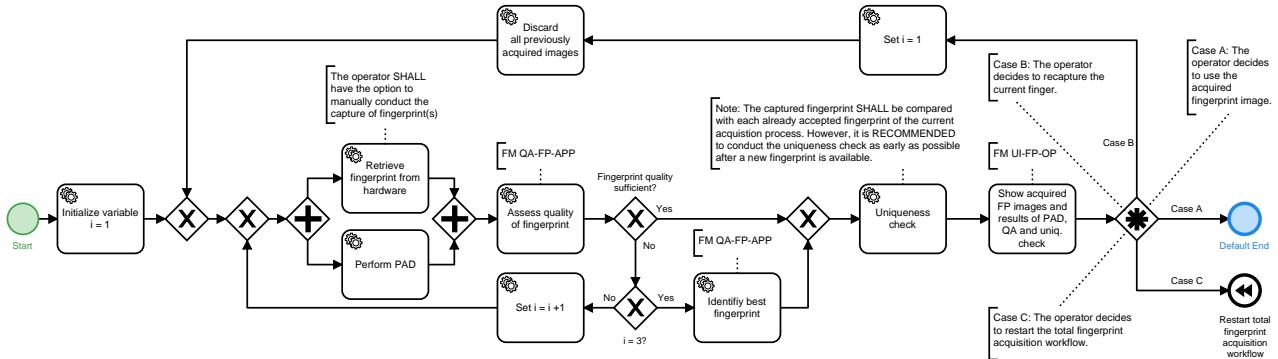 Discard
all previously
acquired images
Set i = 1
Case B: The operator
decides to recapture the
current finger.
Case A: The
operator decides
to use the
acquired
fingerprint image.
The operator SHALL
have the option to
manually conduct the
capture of fingerprint(s)
Note: The captured fingerprint SHALL be compared
with each already accepted fingerprint of the current
acquistion process. However, it is RECOMMENDED
to conduct the uniqueness check as early as possible
after a new fingerprint is available.
FM QA-FP-APP
FM UI-FP-OP
Case B
Retrieve
fingerprint from
hardware
Fingerprint quality
sufficient?
Start
Initialize variable
i = 1
X
X
Assess quality
of fingerprint
X
Yes
No
X
Uniqueness
check
Show acquired
FP images and
results of PAD,
QA and uniq.
check
Case A
Default End
Perform PAD
FM QA-FP-APP
Set i = i +1
No
X
Yes
i = 3?
Identifiy best
fingerprint
Case C
Case C: The operator decides
to restart the total fingerprint
acquisition workflow.
Restart total
fingerprint
acquisition
workflow